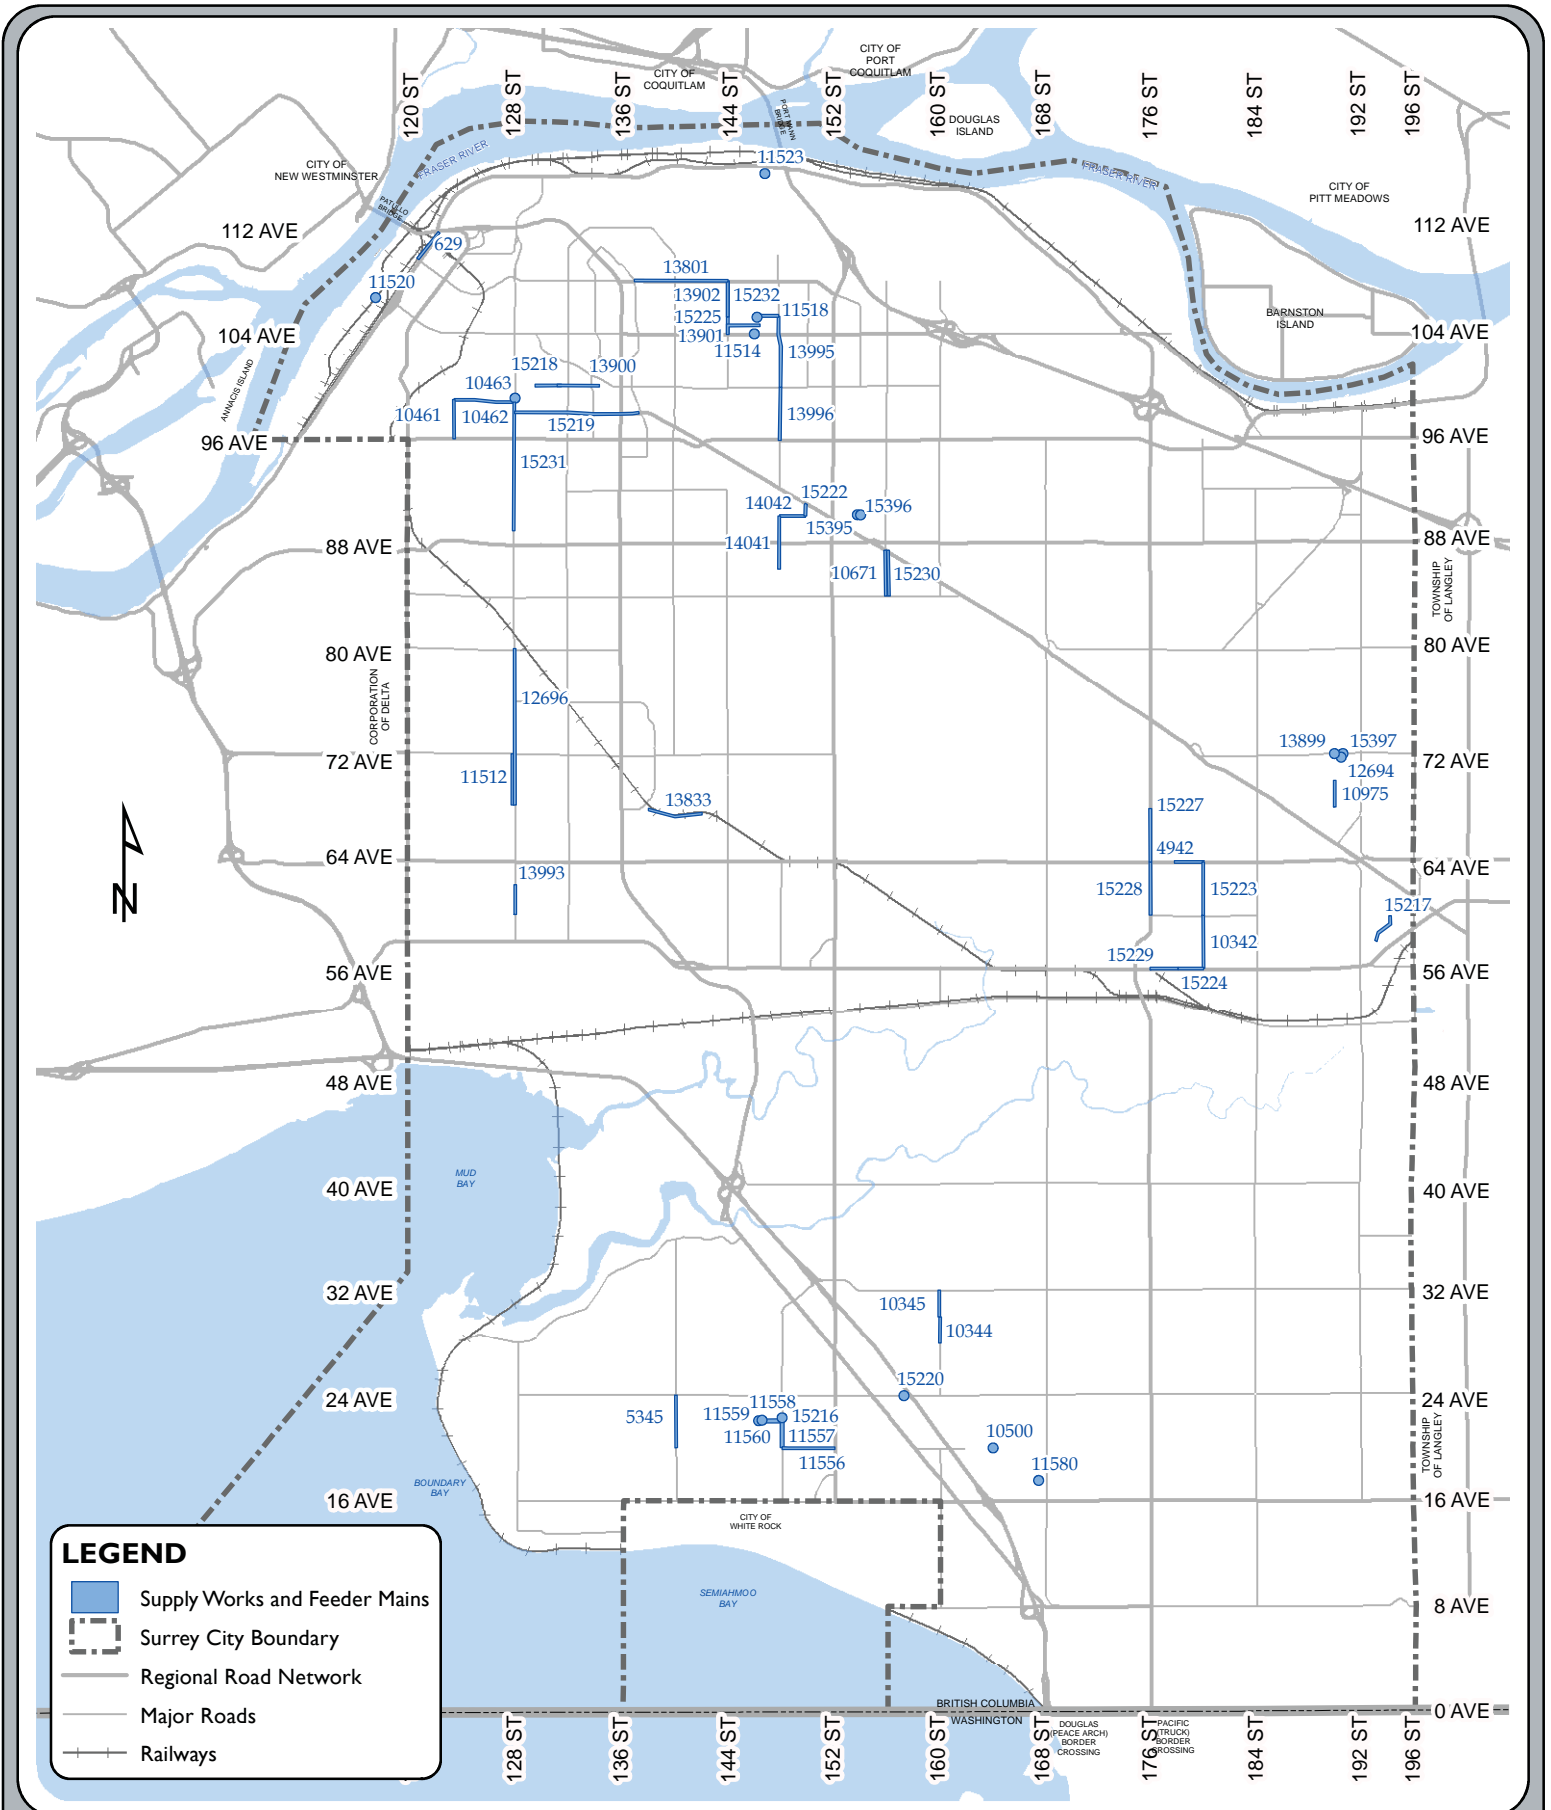 CITY OF
PORT
COQUITLAM
CITY OF
COQUITLAM
120 ST
128 ST
136 ST
144 ST
152 ST
160 ST
168 ST
176 ST
184 ST
192 ST
196 ST
PORT MANN
BRIDGE
DOUGLAS
ISLAND
FRASER RIVER
11523
CITY OF
NEW WESTMINSTER
FRASER RIVER
CITY OF
PITT MEADOWS
PATULLO
BRIDGE
112 AVE
112 AVE
629
13801
11520
13902
15232
11518
15225
BARNSTON
ISLAND
104 AVE
13901
104 AVE
11514
13995
15218
13900
ANNACIS ISLAND
10463
10461
10462
15219
13996
96 AVE
96 AVE
15231
15222
14042
15396
15395
88 AVE
14041
88 AVE
10671
15230
TOWNSHIP
OF LANGLEY
80 AVE
80 AVE
CORPORATION
OF DELTA
12696
13899
15397
72 AVE
72 AVE
12694
11512
10975
13833
15227
4942
64 AVE
64 AVE
13993
15228
15223
15217
N
10342
15229
56 AVE
56 AVE
15224
48 AVE
48 AVE
MUD
BAY
40 AVE
40 AVE
32 AVE
32 AVE
10345
10344
15220
24 AVE
24 AVE
11558
5345
11559
15216
11560
11557
10500
11556
11580
TOWNSHIP
OF LANGLEY
BOUNDARY
BAY
16 AVE
16 AVE
CITY OF
WHITE ROCK
LEGEND
Supply Works and Feeder Mains
Surrey City Boundary
Regional Road Network
Major Roads
Railways
SEMIAHMOO
BAY
8 AVE
BRITISH COLUMBIA
WASHINGTON
0 AVE
128 ST
136 ST
144 ST
152 ST
160 ST
168 ST
DOUGLAS
(PEACE ARCH)
BORDER
CROSSING
176 ST
PACIFIC
(TRUCK)
BORDER
CROSSING
184 ST
192 ST
196 ST